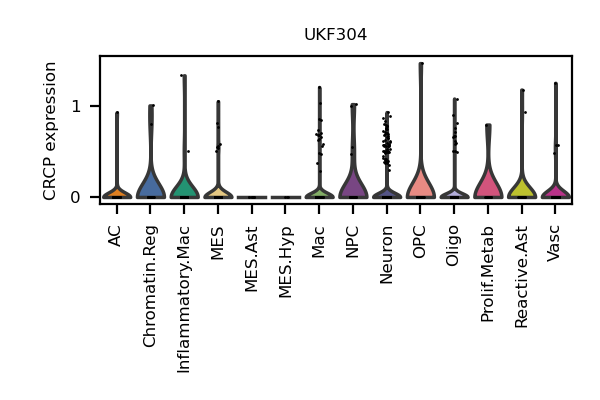 UKF304
CRCP expression
1
0
AC
Chromatin.Reg
Inflammatory.Mac
MES
MES.Ast
MES.Hyp
Mac
NPC
Neuron
OPC
Oligo
Prolif.Metab
Reactive.Ast
Vasc